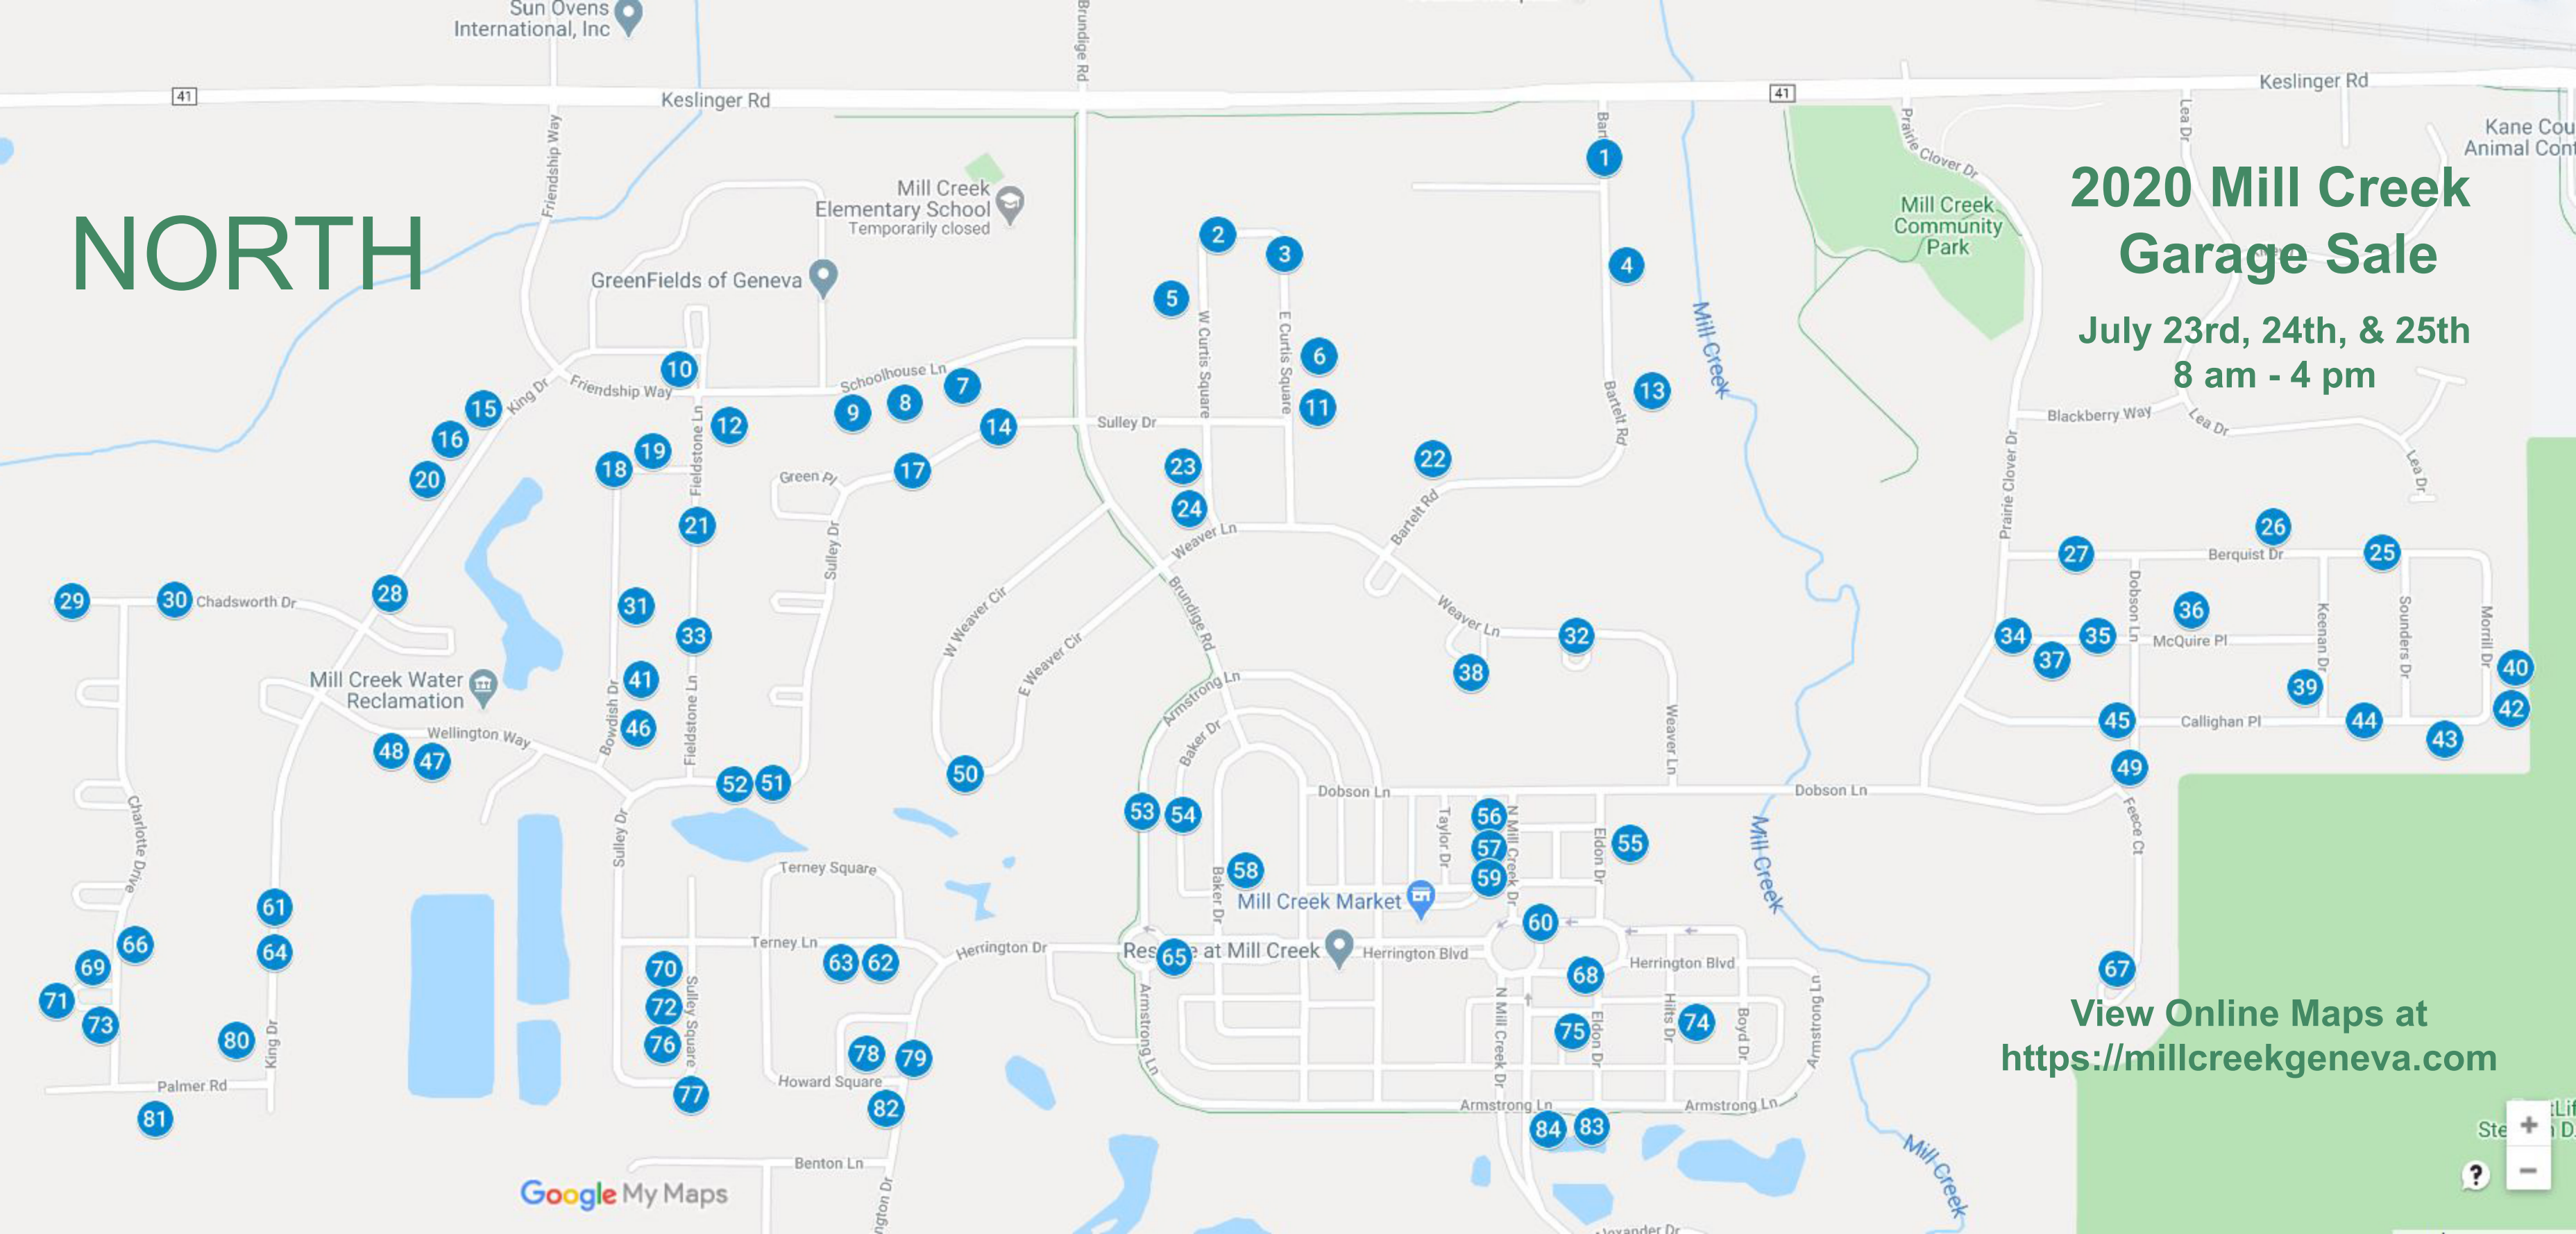 Sun Ovens
International, Inc
Brundige Rd
41
Keslinger Rd
41
Keslinger Rd
Friendship Way
Bart
1
Prairie Clover Dr
Lea Dr
Kane Cou
Animal Cont
NORTH
Mill Creek
Elementary School
Temporarily closed
Mill Creek
Community
Park
2020 Mill Creek
Garage Sale
July 23rd, 24th, & 25th
8 am - 4 pm
GreenFields of Geneva
2
3
4
5
W Curtis Square
E Curtis Square
6
Mill Creek
10
Friendship Way
Schoolhouse Ln
7
8
9
11
Bartelt Rd
13
King Dr
15
16
20
12
Fieldstone Ln
14
Sulley Dr
Blackberry Way
Lea Dr
Lea Dr
18
19
Green Pl
17
23
24
22
Bartelt Rd
Prairie Clover Dr
21
Sulley Dr
Weaver Ln
26
27
Berquist Dr
25
29
30
Chadsworth Dr
28
31
33
W Weaver Cir
E Weaver Cir
Brundige Rd
Weaver Ln
32
38
34
35
37
Dobson Ln
36
McQuire Pl
Keenan Dr
Sounders Dr
Morrill Dr
40
39
42
Mill Creek Water
Reclamation
Bowdish Dr
41
46
Fieldstone Ln
Armstrong Ln
Baker Dr
Weaver Ln
45
Callighan Pl
44
43
48
47
Wellington Way
52
51
50
49
Dobson Ln
Dobson Ln
53
54
Taylor Dr
56
57
59
N Mill Creek Dr
Eldon Dr
55
Mill Creek
Feece Ct
Charlotte Drive
Sulley Dr
Terney Square
58
Baker Dr
Mill Creek Market
61
64
66
69
71
73
Terney Ln
63
62
Herrington Dr
Res
65
e at Mill Creek
Herrington Blvd
60
68
Herrington Blvd
67
70
72
76
Sulley Square
77
80
King Dr
Palmer Rd
81
78
79
Howard Square
82
Armstrong Ln
N Mill Creek Dr
75
Eldon Dr
Hilts Dr
74
Boyd Dr
Armstrong Ln
Armstrong Ln
Armstrong Ln
84
83
View Online Maps at
https://millcreekgeneva.com
Benton Ln
Google My Maps
ngton Dr
Mill Creek
tLif
Ste
D
+
?
−